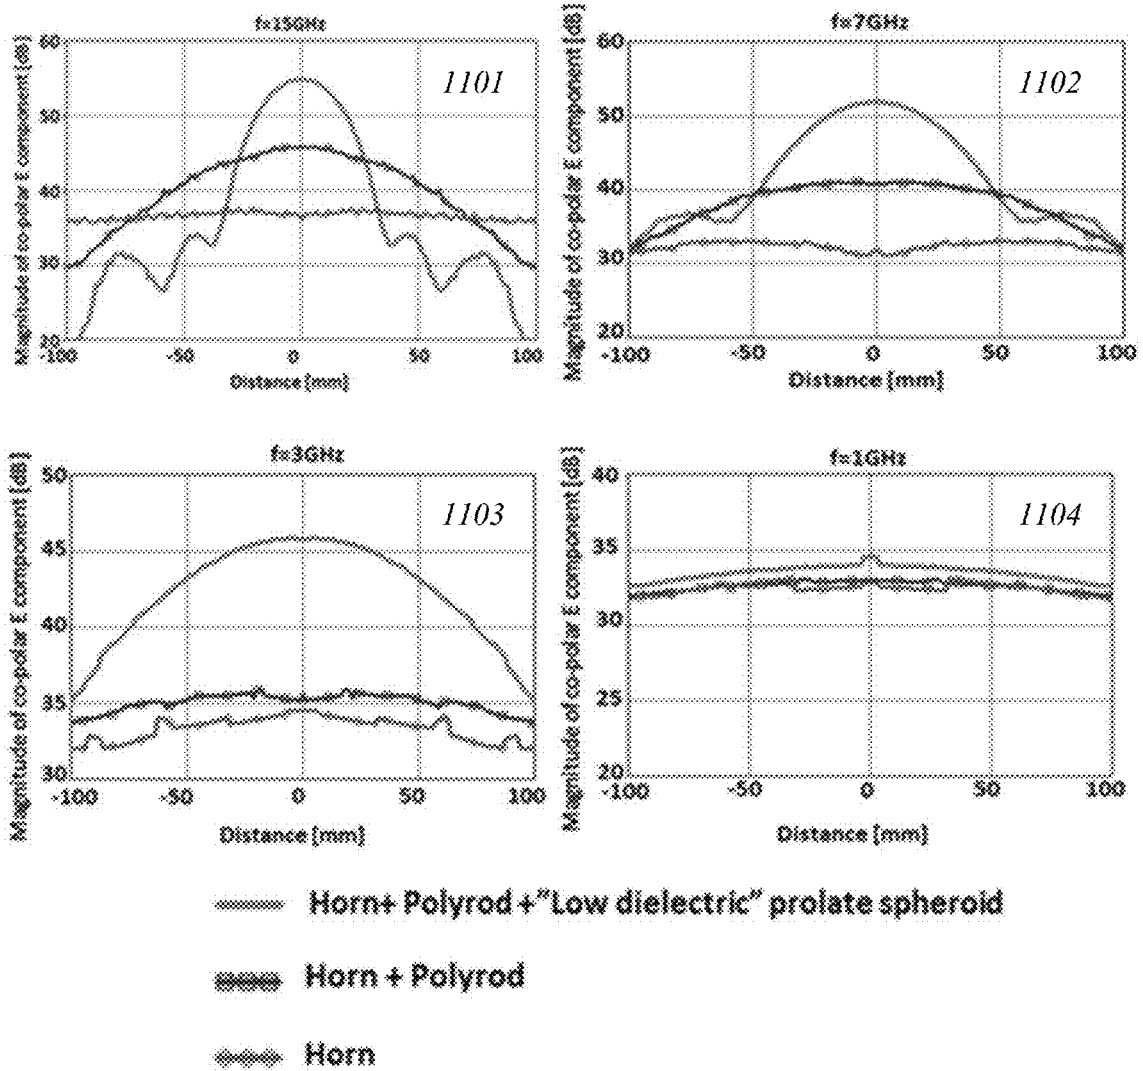 f=15GHz
Magnitude of co-polar E component [dB]
60
50
40
30
20
1101
-100 -50 0 50 100
Distance [mm]
f=7GHz
Magnitude of co-polar E component [dB]
60
50
40
30
20
1102
-100 -50 0 50 100
Distance [mm]
f=3GHz
Magnitude of co-polar E component [dB]
50
45
40
35
30
1103
-100 -50 0 50 100
Distance [mm]
f=1GHz
Magnitude of co-polar E component [dB]
40
35
30
25
20
1104
-100 -50 0 50 100
Distance [mm]
Horn+ Polyrod +"Low dielectric" prolate spheroid
Horn + Polyrod
Horn